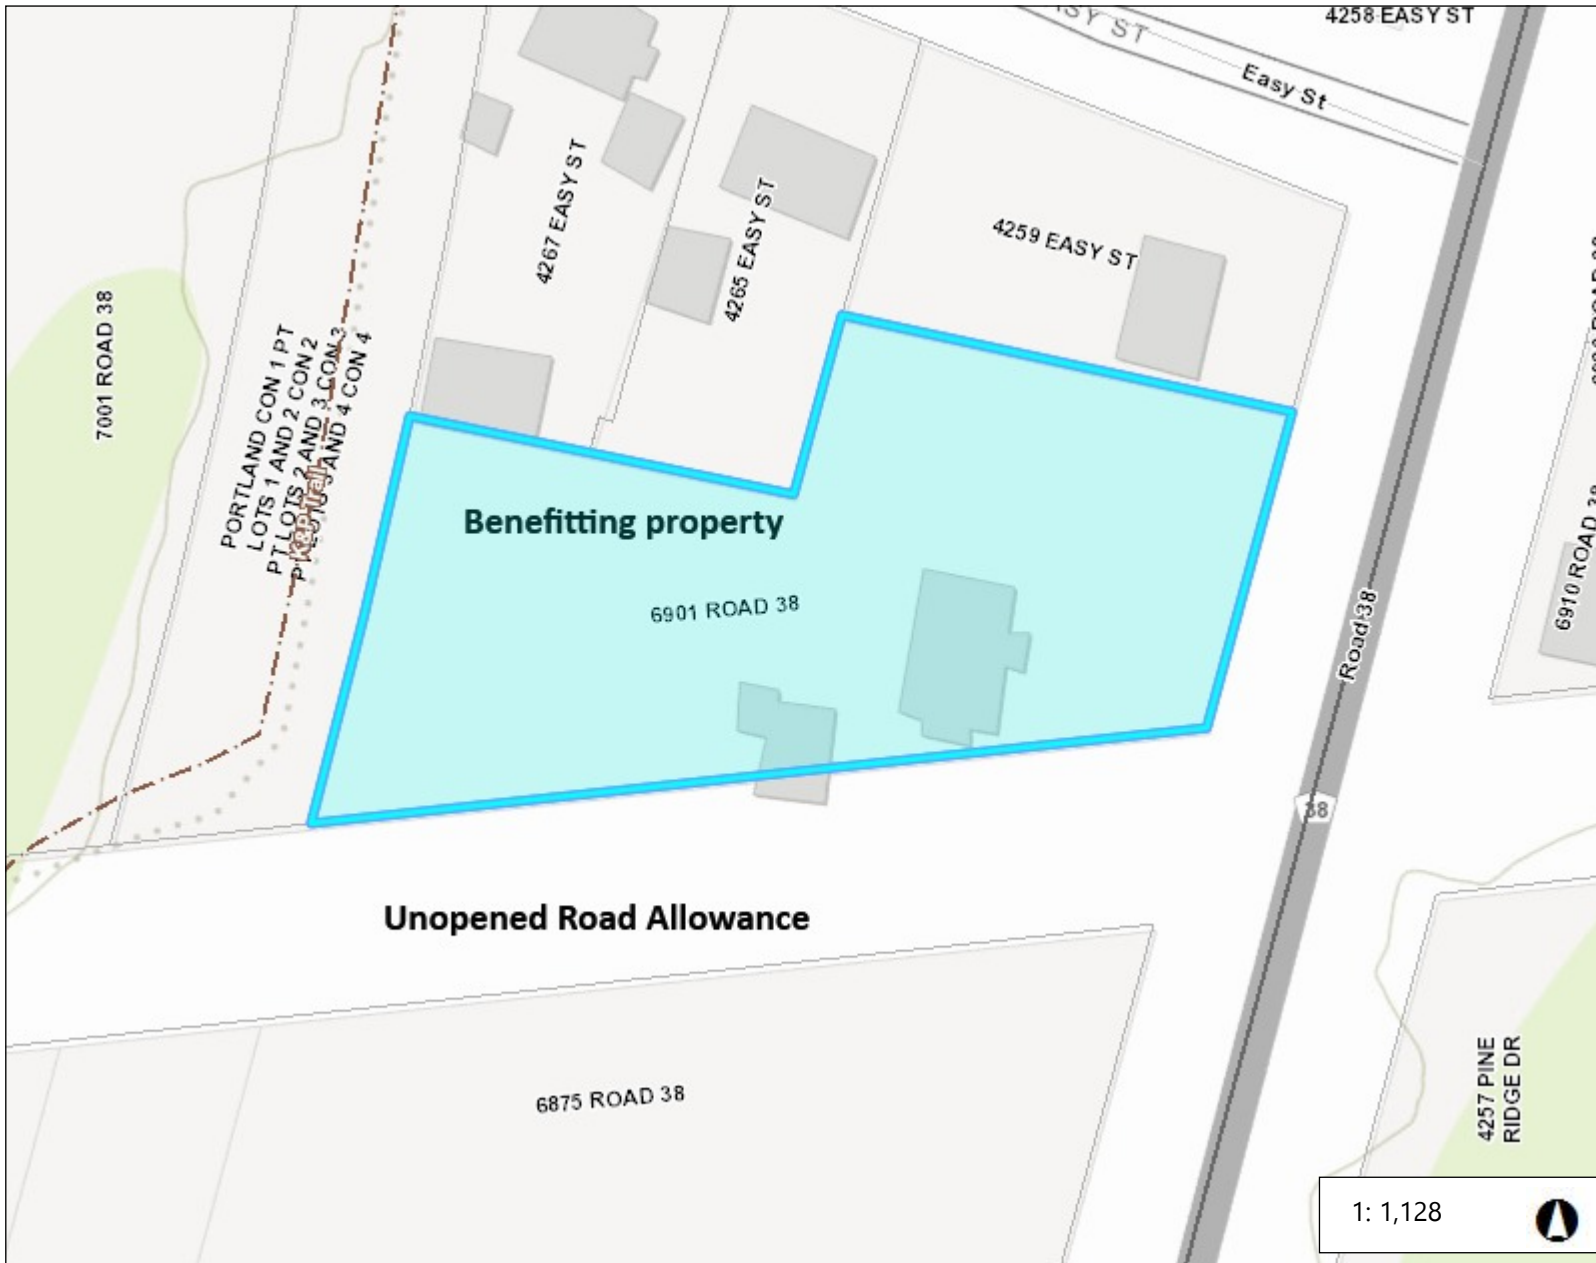 4258 EASY ST
ASY ST
Easy St
4267 EASY ST
4265 EASY ST
4259 EASY ST
7001 ROAD 38
PORTLAND CON 1 PT
LOTS 1 AND 2 CON 2
PT LOTS 2 AND 3 CON 3
AND 4 CON 4
K&P Trail
Benefitting property
6901 ROAD 38
Road 38
6910 ROAD 38
38
Unopened Road Allowance
6875 ROAD 38
4257 PINE
RIDGE DR
1: 1,128